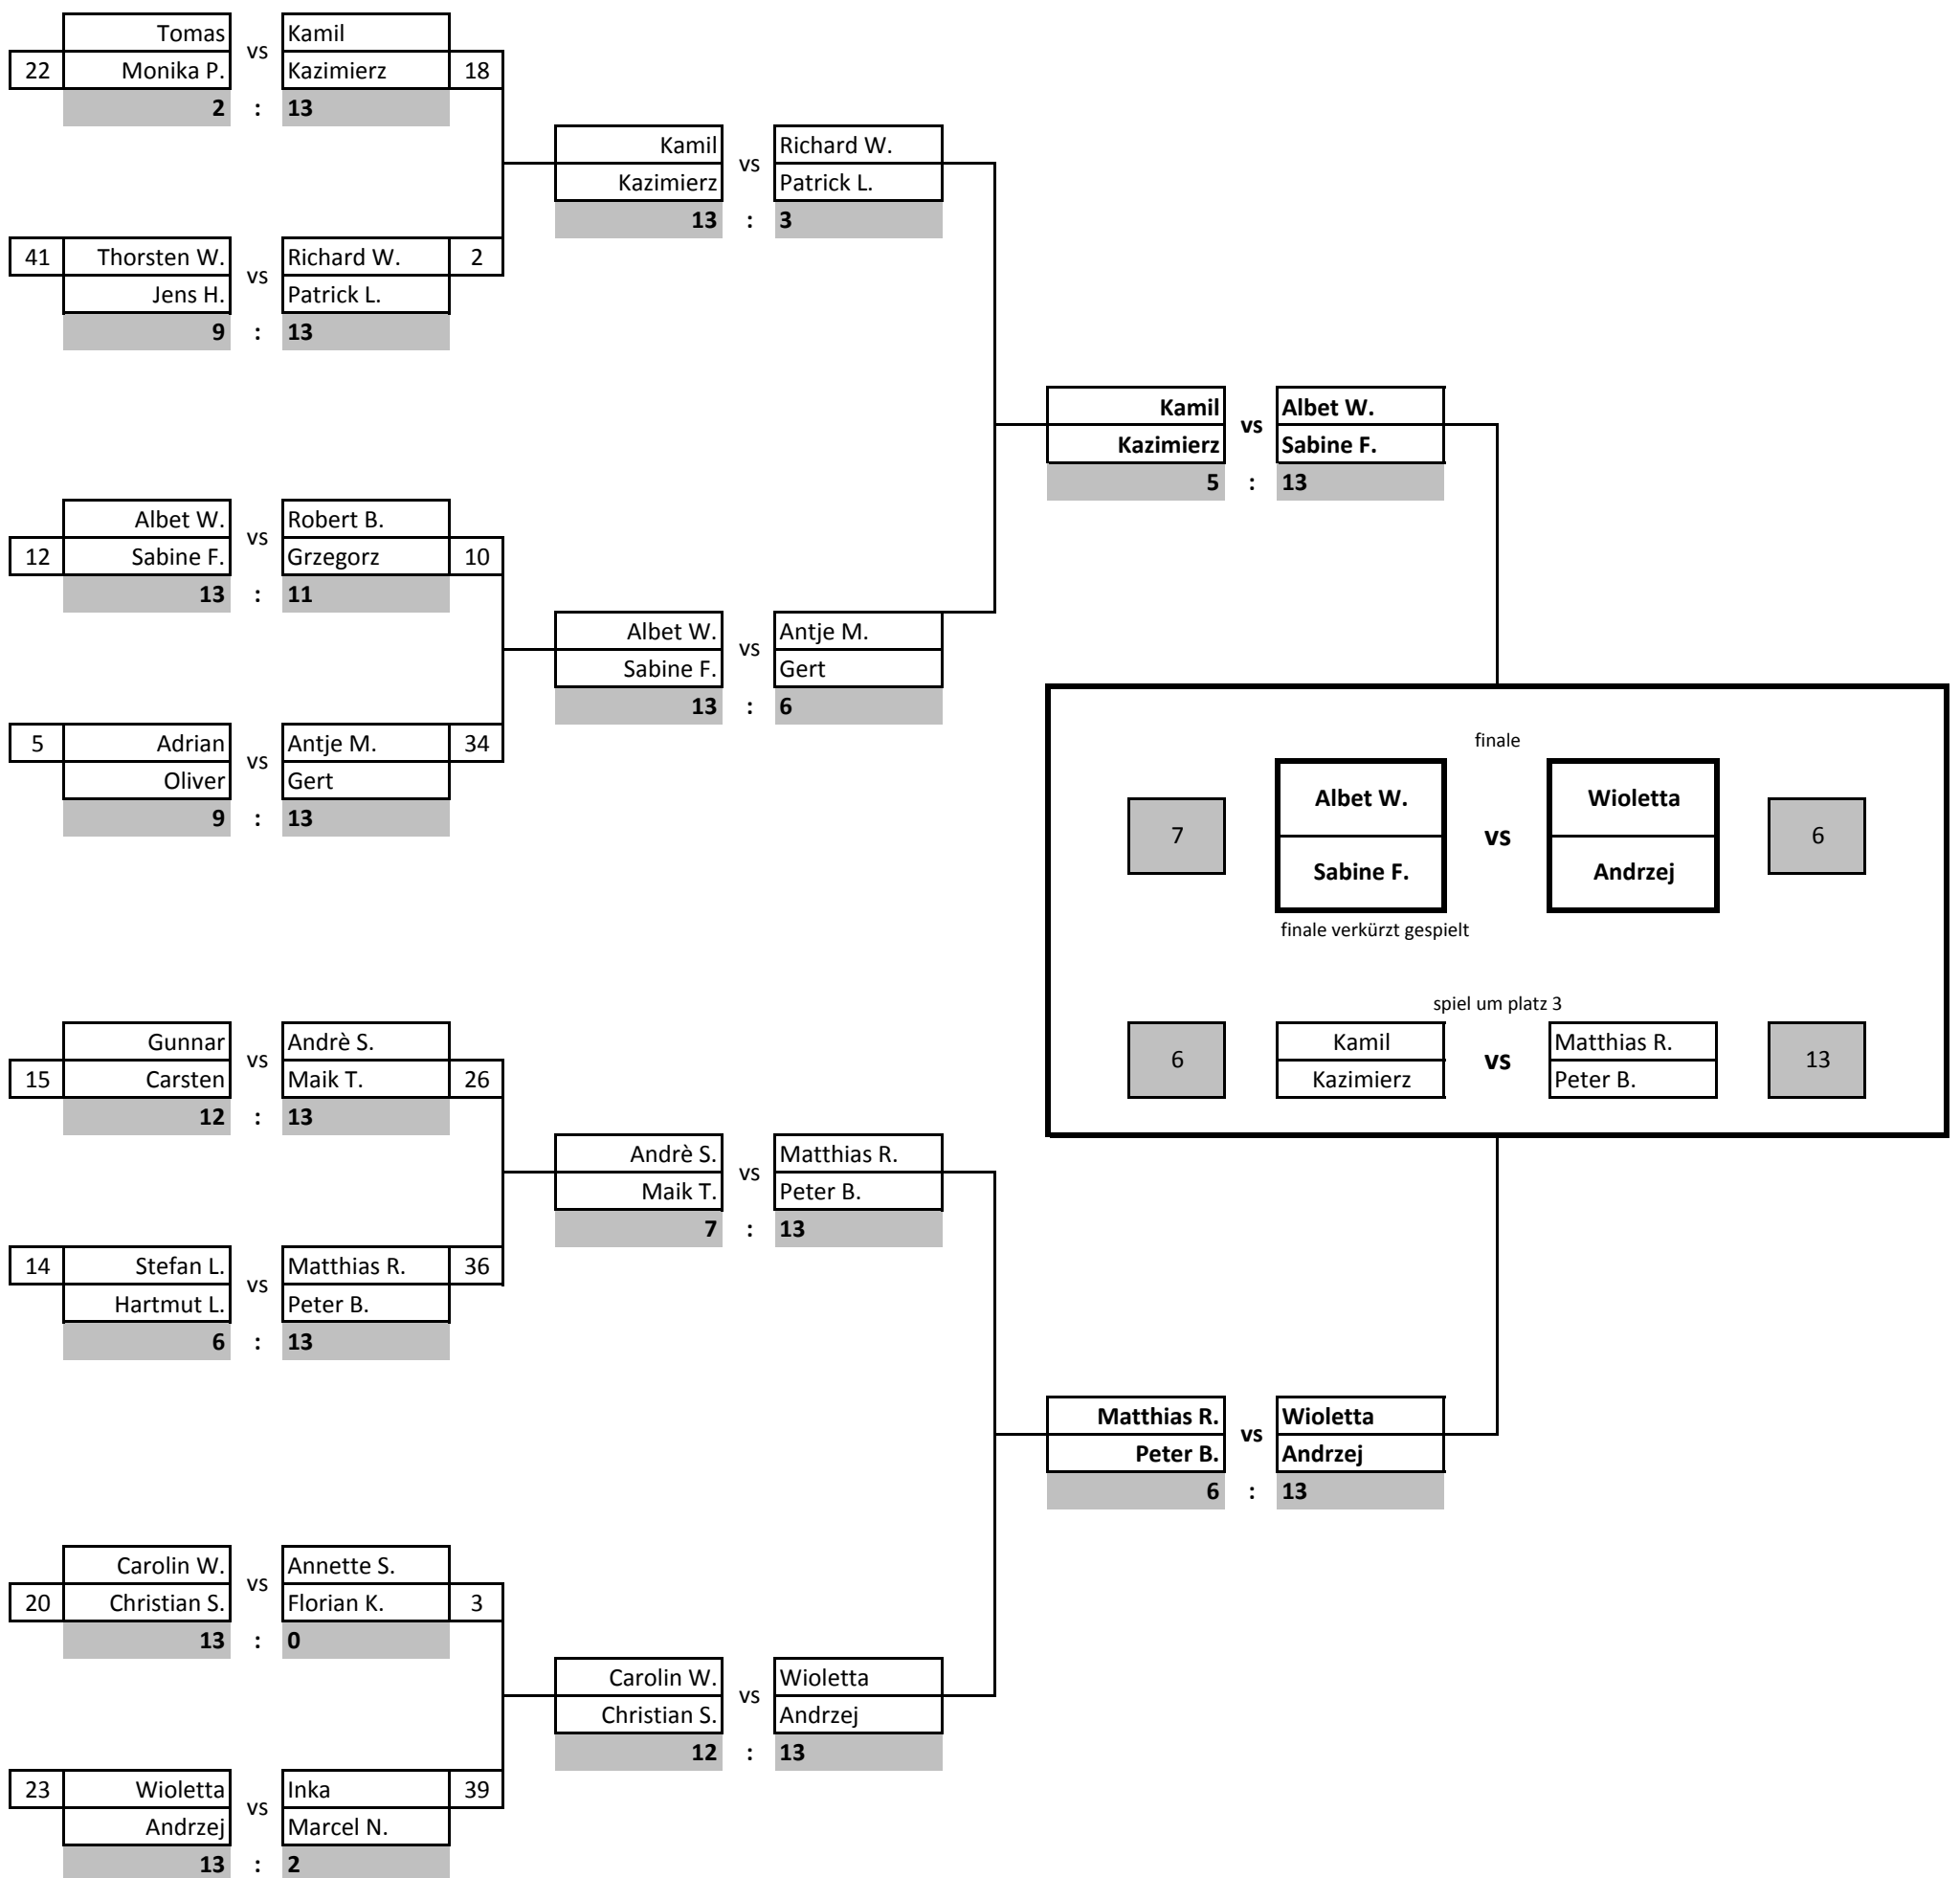 Tomas vs Kamil
22 Monika P. Kazimierz 18
2 : 13
Kamil vs Richard W.
Kazimierz Patrick L.
13 : 3
41 Thorsten W. vs Richard W. 2
Jens H. Patrick L.
9 : 13
Kamil vs Albet W.
Kazimierz Sabine F.
5 : 13
Albet W. vs Robert B.
12 Sabine F. Grzegorz 10
13 : 11
Albet W. vs Antje M.
Sabine F. Gert
13 : 6
5 Adrian vs Antje M. 34
Oliver Gert
9 : 13
finale
Albet W. Wioletta
7 vs 6
Sabine F. Andrzej
finale verkürzt gespielt
spiel um platz 3
6 Kamil vs Matthias R. 13
Kazimierz Peter B.
Gunnar vs Andrè S.
15 Carsten Maik T. 26
12 : 13
Andrè S. vs Matthias R.
Maik T. Peter B.
7 : 13
14 Stefan L. vs Matthias R. 36
Hartmut L. Peter B.
6 : 13
Matthias R. vs Wioletta
Peter B. Andrzej
6 : 13
Carolin W. vs Annette S.
20 Christian S. Florian K. 3
13 : 0
Carolin W. vs Wioletta
Christian S. Andrzej
12 : 13
23 Wioletta vs Inka 39
Andrzej Marcel N.
13 : 2